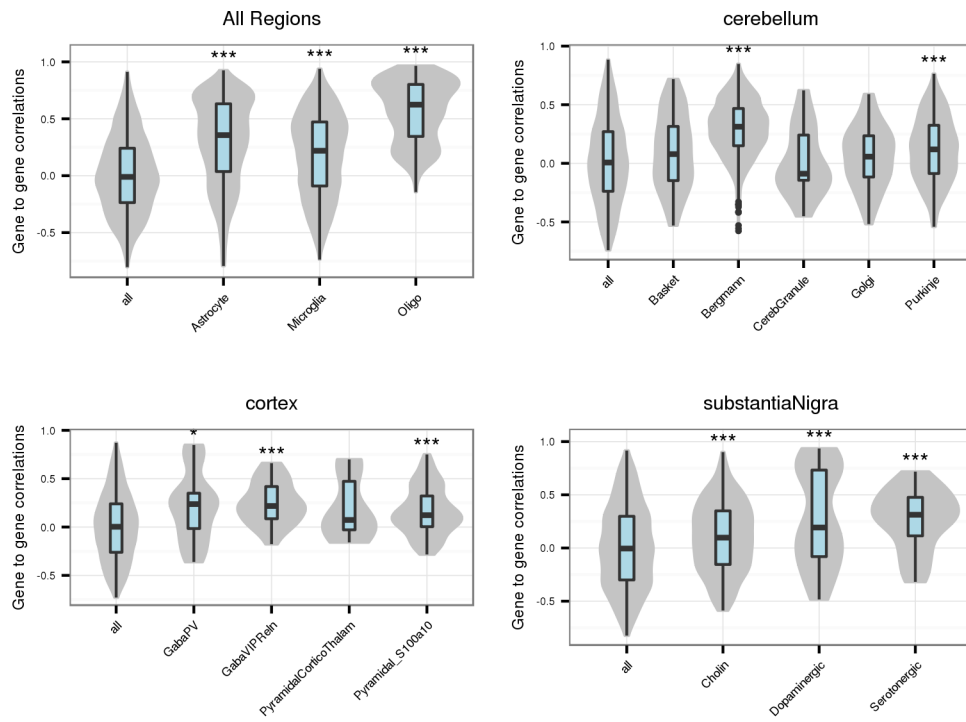 All Regions
Gene to gene correlations
1.0
0.5
0.0
-0.5
***
***
***
all
Astrocyte
Microglia
Oligo
cerebellum
Gene to gene correlations
1.0
0.5
0.0
-0.5
***
***
all
Basket
Bergmann
CerebGranule
Golgi
Purkinje
cortex
Gene to gene correlations
1.0
0.5
0.0
-0.5
*
***
***
all
GabaPV
GabaVIPReln
PyramidalCorticoThalam
Pyramidal_S100a10
substantiaNigra
Gene to gene correlations
1.0
0.5
0.0
-0.5
***
***
***
all
Cholin
Dopaminergic
Serotonergic